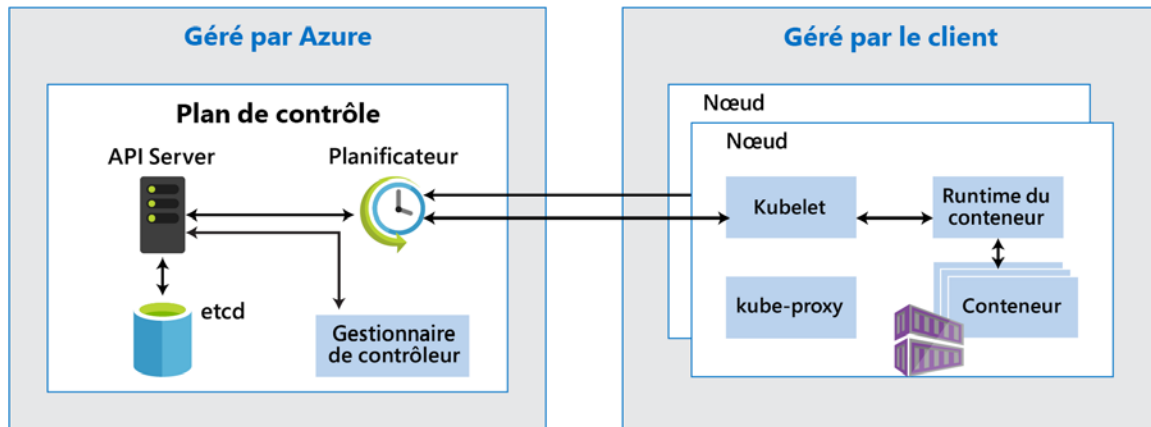 Géré par Azure
Plan de contrôle
API Server
Planificateur
etcd
Gestionnaire
de contrôleur
Géré par le client
Nœud
Nœud
Kubelet
Runtime du
conteneur
kube-proxy
Conteneur